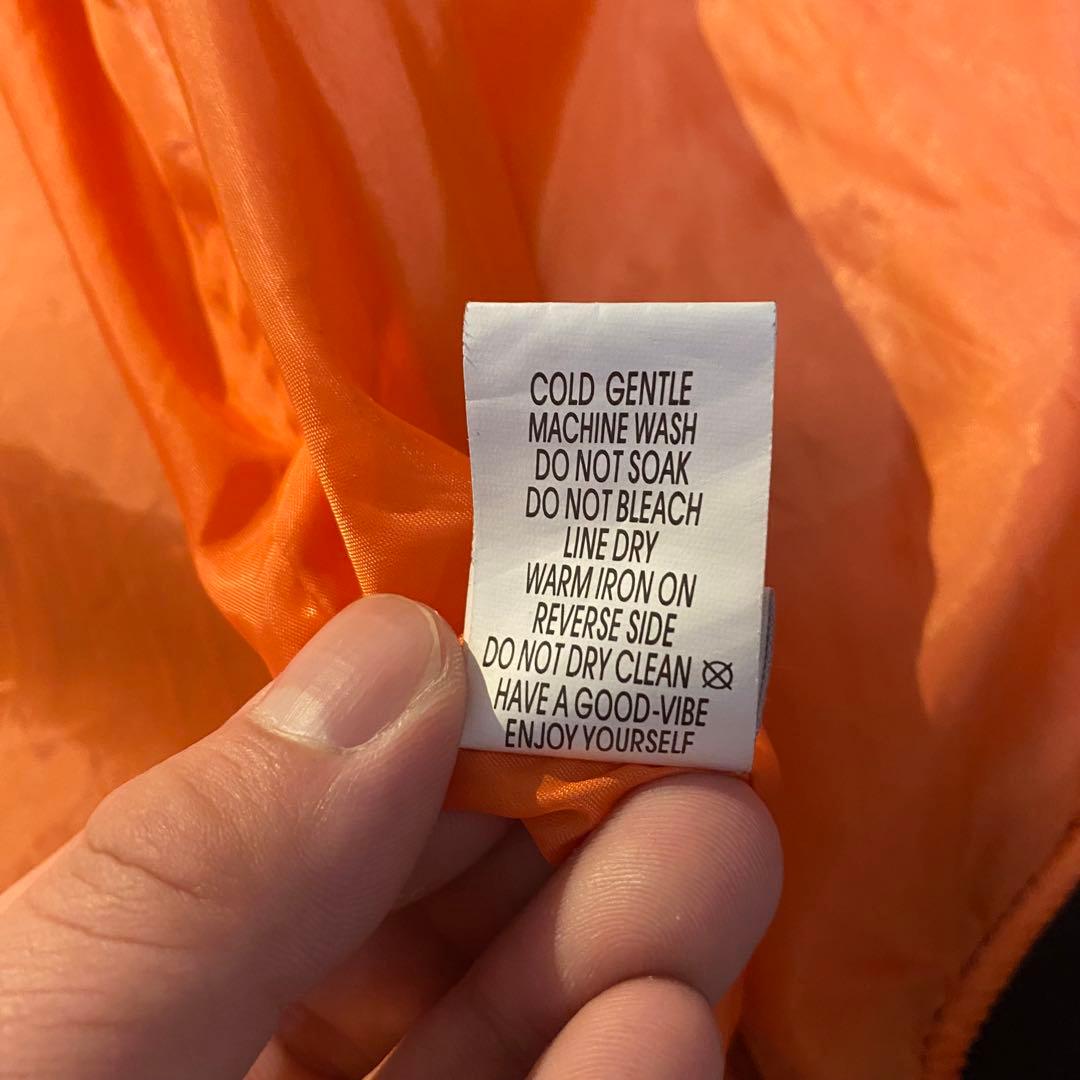 COLD GENTLE
MACHINE WASH
DO NOT SOAK
DO NOT BLEACH
LINE DRY
WARM IRON ON
REVERSE SIDE
DO NOT DRY CLEAN
HAVE A GOOD-VIBE
ENJOY YOURSELF